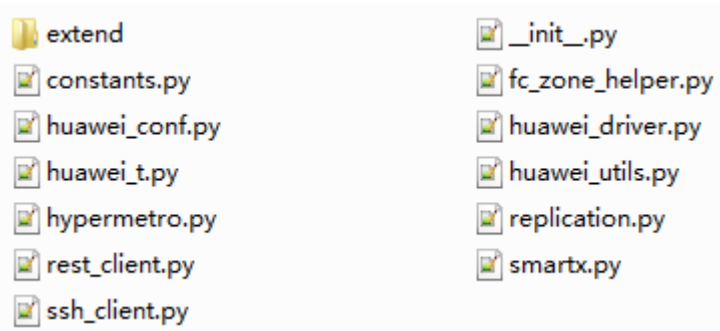 extend
__init__.py
constants.py
fc_zone_helper.py
huawei_conf.py
huawei_driver.py
huawei_t.py
huawei_utils.py
hypermetro.py
replication.py
rest_client.py
smartx.py
ssh_client.py